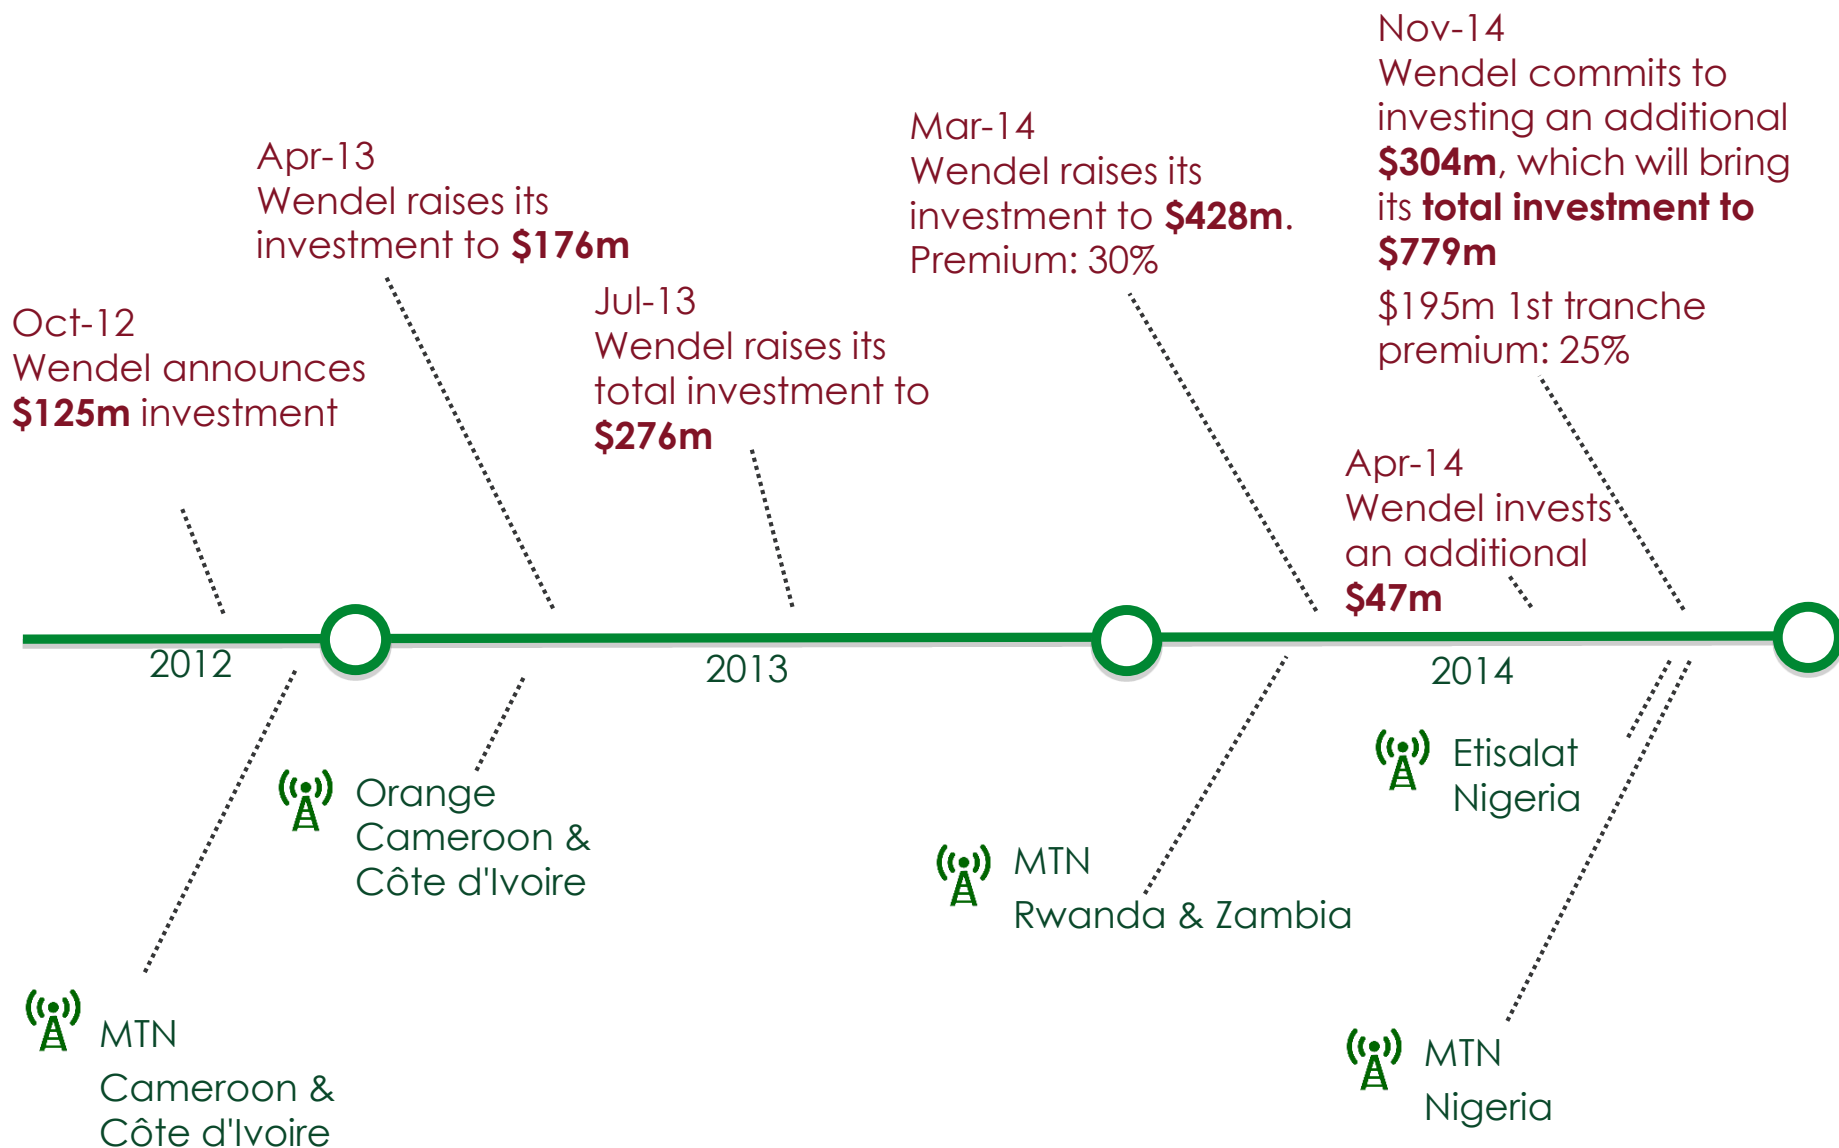 Oct-12
Wendel announces
$125m investment
Apr-13
Wendel raises its
investment to $176m
Jul-13
Wendel raises its
total investment to
$276m
Mar-14
Wendel raises its
investment to $428m.
Premium: 30%
Nov-14
Wendel commits to
investing an additional
$304m, which will bring
its total investment to
$779m
$195m 1st tranche
premium: 25%
Apr-14
Wendel invests
an additional
$47m
2012
2013
2014
MTN
Cameroon &
Côte d'Ivoire
Orange
Cameroon &
Côte d'Ivoire
MTN
Rwanda & Zambia
Etisalat
Nigeria
MTN
Nigeria